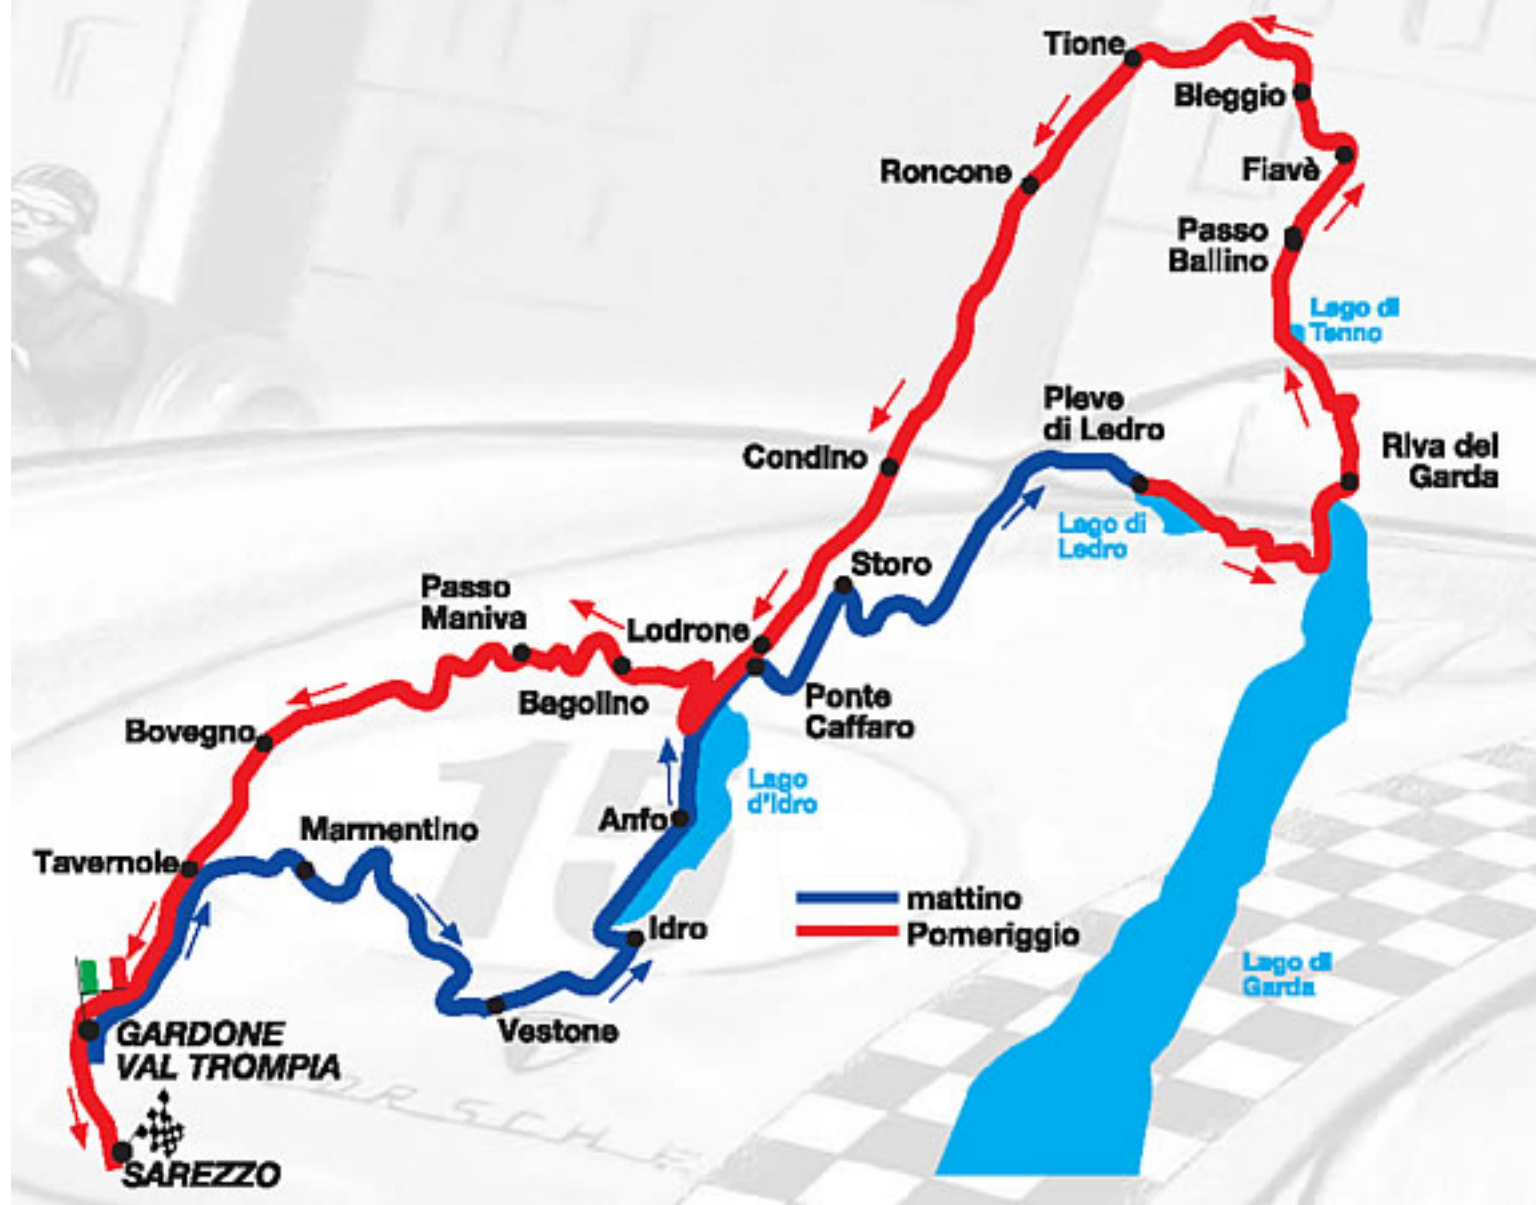 Tione
Bleggio
Roncone
Fiavè
Passo
Ballino
Lago di
Tenno
Pieve
di Ledro
Riva del
Garda
Condino
Lago di
Ledro
Storo
Passo
Maniva
Lodrone
Bagolino
Ponte
Caffaro
Bovegno
Lago
d'Idro
Anfo
Marmentino
Tavernole
mattino
Pomeriggio
Idro
Lago di
Garda
Vestone
GARDONE
VAL TROMPIA
SAREZZO
15